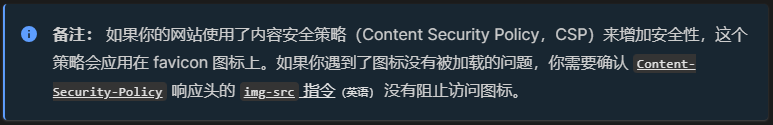 备注： 如果你的网站使用了内容安全策略（Content Security Policy，CSP）来增加安全性，这个
策略会应用在 favicon 图标上。如果你遇到了图标没有被加载的问题，你需要确认 Content-
Security-Policy 响应头的 img-src 指令 (英语) 没有阻止访问图标。